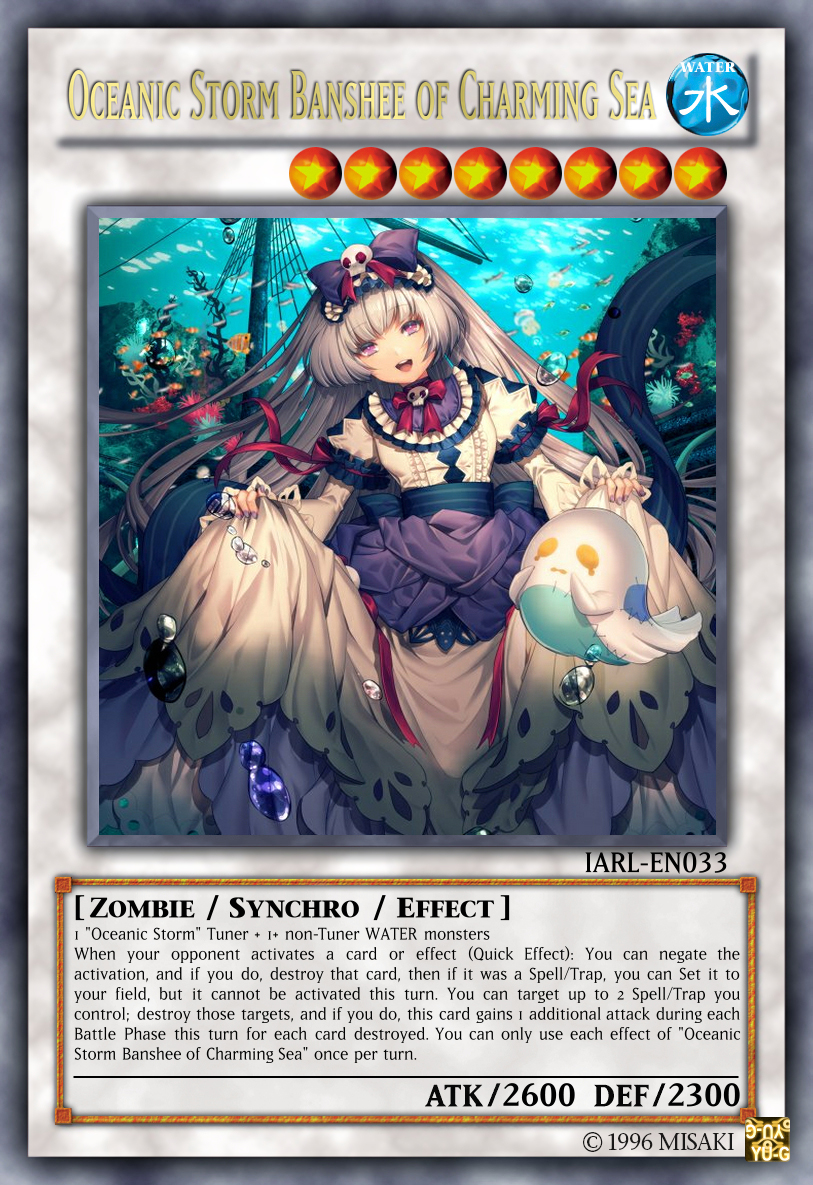 Oceanic Storm Banshee of Charming Sea
WATER
水
IARL-EN033
[ Zombie / Synchro / Effect ]
1 "Oceanic Storm" Tuner + 1+ non-Tuner WATER monsters
When your opponent activates a card or effect (Quick Effect): You can negate the
activation, and if you do, destroy that card, then if it was a Spell/Trap, you can Set it to
your field, but it cannot be activated this turn. You can target up to 2 Spell/Trap you
control; destroy those targets, and if you do, this card gains 1 additional attack during each
Battle Phase this turn for each card destroyed. You can only use each effect of "Oceanic
Storm Banshee of Charming Sea" once per turn.
ATK/2600 DEF/2300
© 1996 MISAKI